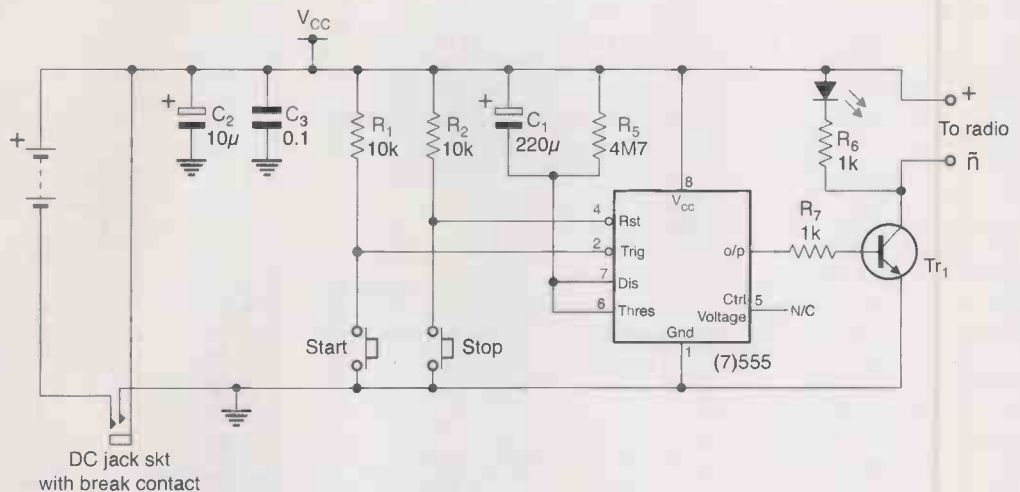 V_CC
+
C₂
10µ
C₃
0.1
R₁
10k
R₂
10k
+
C₁
220µ
R₅
4M7
R₆
1k
+
To radio
ñ
+
8
V_CC
4
Rst
2
Trig
7
Dis
6
Thres
o/p
R₇
1k
Tr₁
Ctrl
Voltage
5
N/C
Gnd
1
(7)555
Start
Stop
DC jack skt
with break contact